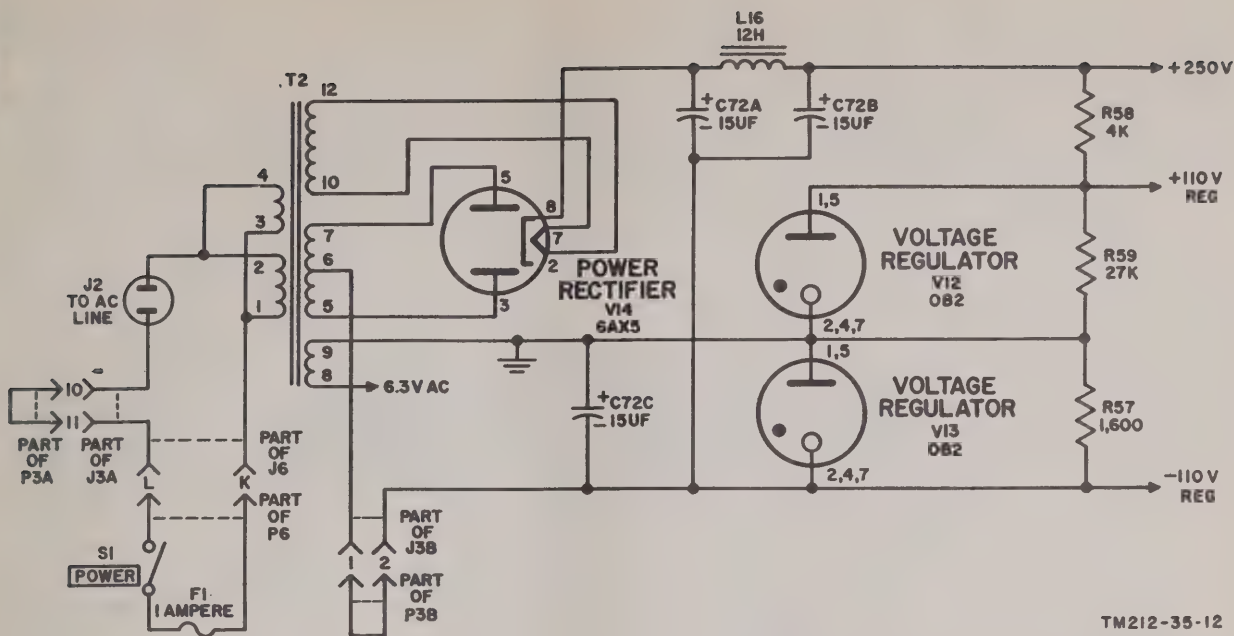 L16
12H
T2
12
10
4
3
2
1
7
6
5
9
8
5
8
7
2
3
+
C72A
-
15UF
+
C72B
-
15UF
+250V
R58
4K
+110V
REG
1,5
VOLTAGE
REGULATOR
V12
OB2
2,4,7
R59
27K
POWER
RECTIFIER
V14
6AX5
J2
TO AC
LINE
6.3V AC
+
C72C
-
15UF
1,5
VOLTAGE
REGULATOR
V13
OB2
2,4,7
R57
1,600
-110V
REG
10
11
PART
OF
P3A
PART
OF
J3A
L
K
PART
OF
J6
PART
OF
P6
S1
POWER
F1
1 AMPERE
1
2
PART
OF
J3B
PART
OF
P3B
TM212-35-12